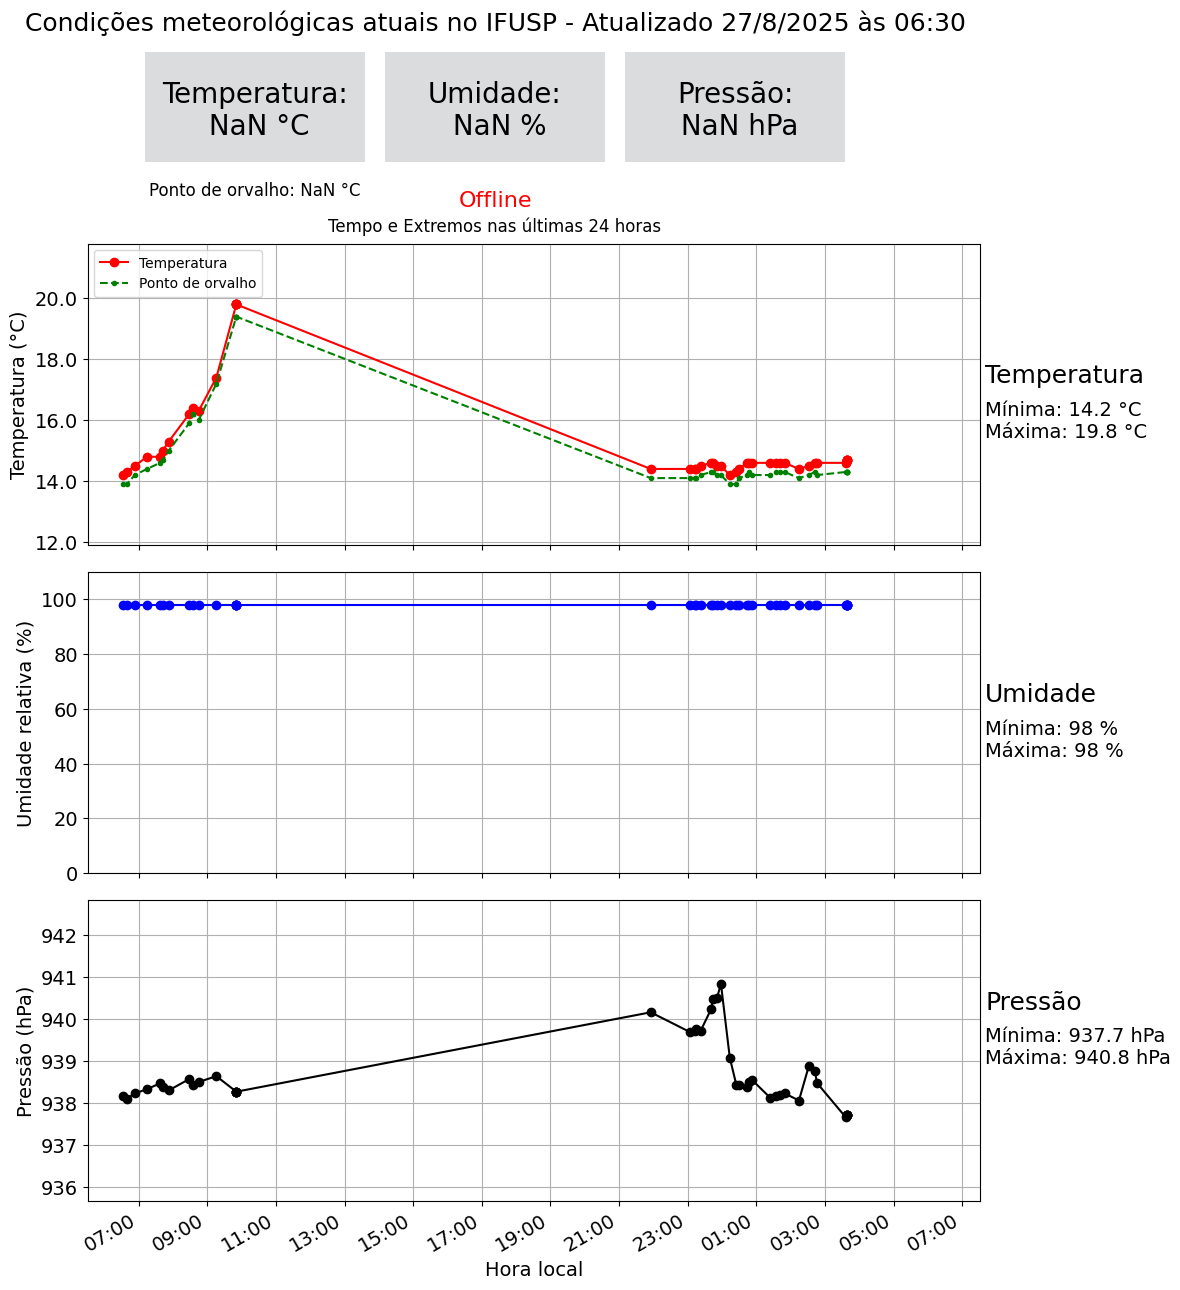 Condições meteorológicas atuais no IFUSP - Atualizado 27/8/2025 às 06:30
Temperatura:
NaN °C
Umidade:
NaN %
Pressão:
NaN hPa
Ponto de orvalho: NaN °C
Offline
Tempo e Extremos nas últimas 24 horas
Temperatura
Ponto de orvalho
Temperatura (°C)
20.0
18.0
16.0
14.0
12.0
Temperatura
Mínima: 14.2 °C
Máxima: 19.8 °C
Umidade relativa (%)
100
80
60
40
20
0
Umidade
Mínima: 98 %
Máxima: 98 %
Pressão (hPa)
942
941
940
939
938
937
936
Pressão
Mínima: 937.7 hPa
Máxima: 940.8 hPa
07:00 09:00 11:00 13:00 15:00 17:00 19:00 21:00 23:00 01:00 03:00 05:00 07:00
Hora local